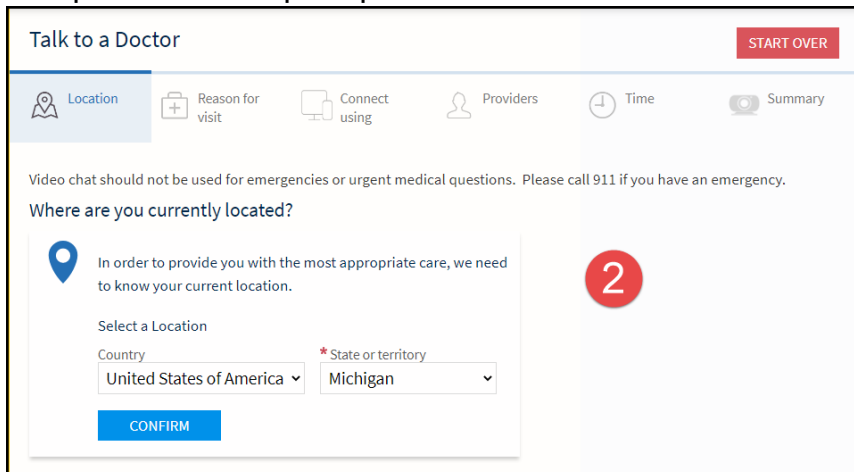 Talk to a Doctor
START OVER
Location
Reason for
visit
Connect
using
Providers
Time
Summary
Video chat should not be used for emergencies or urgent medical questions. Please call 911 if you have an emergency.
Where are you currently located?
In order to provide you with the most appropriate care, we need
to know your current location.
2
Select a Location
Country
* State or territory
United States of America
Michigan
CONFIRM